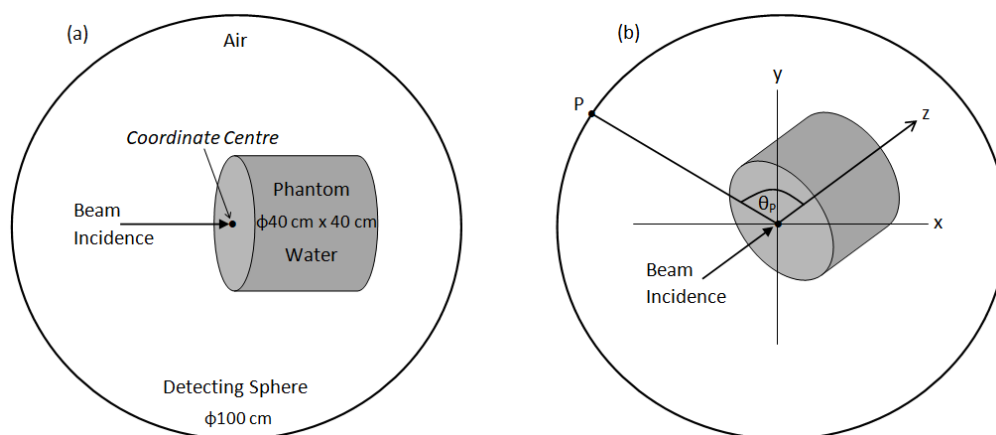 (a)
Air
Coordinate Centre
Beam
Incidence
Phantom
ϕ40 cm x 40 cm
Water
Detecting Sphere
ϕ100 cm
(b)
y
P
z
θP
x
Beam
Incidence